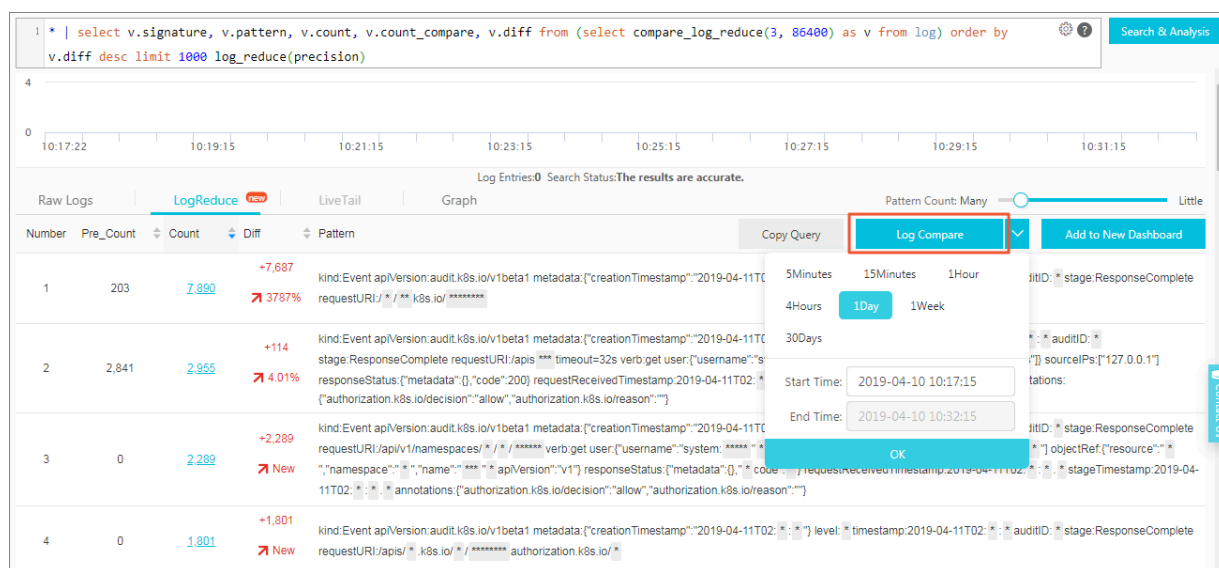 1 * | select v.signature, v.pattern, v.count, v.count_compare, v.diff from (select compare_log_reduce(3, 86400) as v from log) order by
v.diff desc limit 1000 log_reduce(precision)
Search & Analysis
4
0
10:17:22 10:19:15 10:21:15 10:23:15 10:25:15 10:27:15 10:29:15 10:31:15
Log Entries:0 Search Status:The results are accurate.
Raw Logs LogReduce new LiveTail Graph Pattern Count: Many Little
Number Pre_Count Count Diff Pattern Copy Query Log Compare Add to New Dashboard
5Minutes 15Minutes 1Hour
4Hours 1Day 1Week
30Days
Start Time: 2019-04-10 10:17:15
End Time: 2019-04-10 10:32:15
OK
1 203 7,890 +7,687 3787%
kind:Event apiVersion:audit.k8s.io/v1beta1 metadata:{"creationTimestamp":"2019-04-11T0 auditID: * stage:ResponseComplete
requestURI:/ * / ** k8s.io/ ********
2 2,841 2,955 +114 4.01%
kind:Event apiVersion:audit.k8s.io/v1beta1 metadata:{"creationTimestamp":"2019-04-11T0 * : * auditID: *
stage:ResponseComplete requestURI:/apis *** timeout=32s verb:get user:{"username":"s "]} sourceIPs:["127.0.0.1"]
responseStatus:{"metadata":{},"code":200} requestReceivedTimestamp:2019-04-11T02: * tations:
{"authorization.k8s.io/decision":"allow","authorization.k8s.io/reason":""}
3 0 2,289 +2,289 New
kind:Event apiVersion:audit.k8s.io/v1beta1 metadata:{"creationTimestamp":"2019-04-11T0 ditID: * stage:ResponseComplete
requestURI:/api/v1/namespaces/ * / * / ****** verb:get user:{"username":"system: ***** " * * "] objectRef:{"resource":" *
","namespace":" * ","name":" *** " * apiVersion":"v1"} responseStatus:{"metadata":{}," * code" } requestReceivedTimestamp:2019-04-11T02: * : * . * stageTimestamp:2019-04-
11T02: * : * . * annotations:{"authorization.k8s.io/decision":"allow","authorization.k8s.io/reason":""}
4 0 1,801 +1,801 New
kind:Event apiVersion:audit.k8s.io/v1beta1 metadata:{"creationTimestamp":"2019-04-11T02: * : * "} level: * timestamp:2019-04-11T02: * : * auditID: * stage:ResponseComplete
requestURI:/apis/ * .k8s.io/ * / ******** authorization.k8s.io/ *